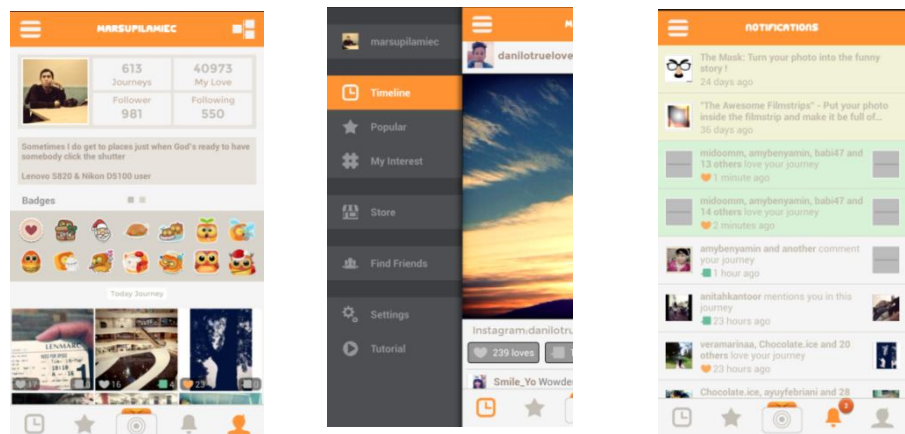 MARSUPILAMIEC
613
Journeys
40973
My Love
Follower
981
Following
550
Sometimes I do get to places just when God's ready to have
somebody click the shutter
Lenovo S820 & Nikon D5100 user
Badges
Today Journey
LENMARC
17
16
4
23
marsupilamiec
Timeline
Popular
My Interest
Store
Find Friends
Settings
Tutorial
danilotruelove
Instagram:danilotru
239 loves
Smile_Yo Wowde
NOTIFICATIONS
The Mask: Turn your photo into the funny
story !
24 days ago
"The Awesome Filmstrips" - Put your photo
inside the filmstrip and make it be full of...
36 days ago
midoomm, amybenyamin, babi47 and
13 others love your journey
1 minute ago
midoomm, amybenyamin, babi47 and
14 others love your journey
2 minutes ago
amybenyamin and another comment
your journey
1 hour ago
anitahkantoor mentions you in this
journey
23 hours ago
veramarinaa, Chocolate.ice and 20
others love your journey
23 hours ago
Chocolate.ice, ayuyfebriani and 28